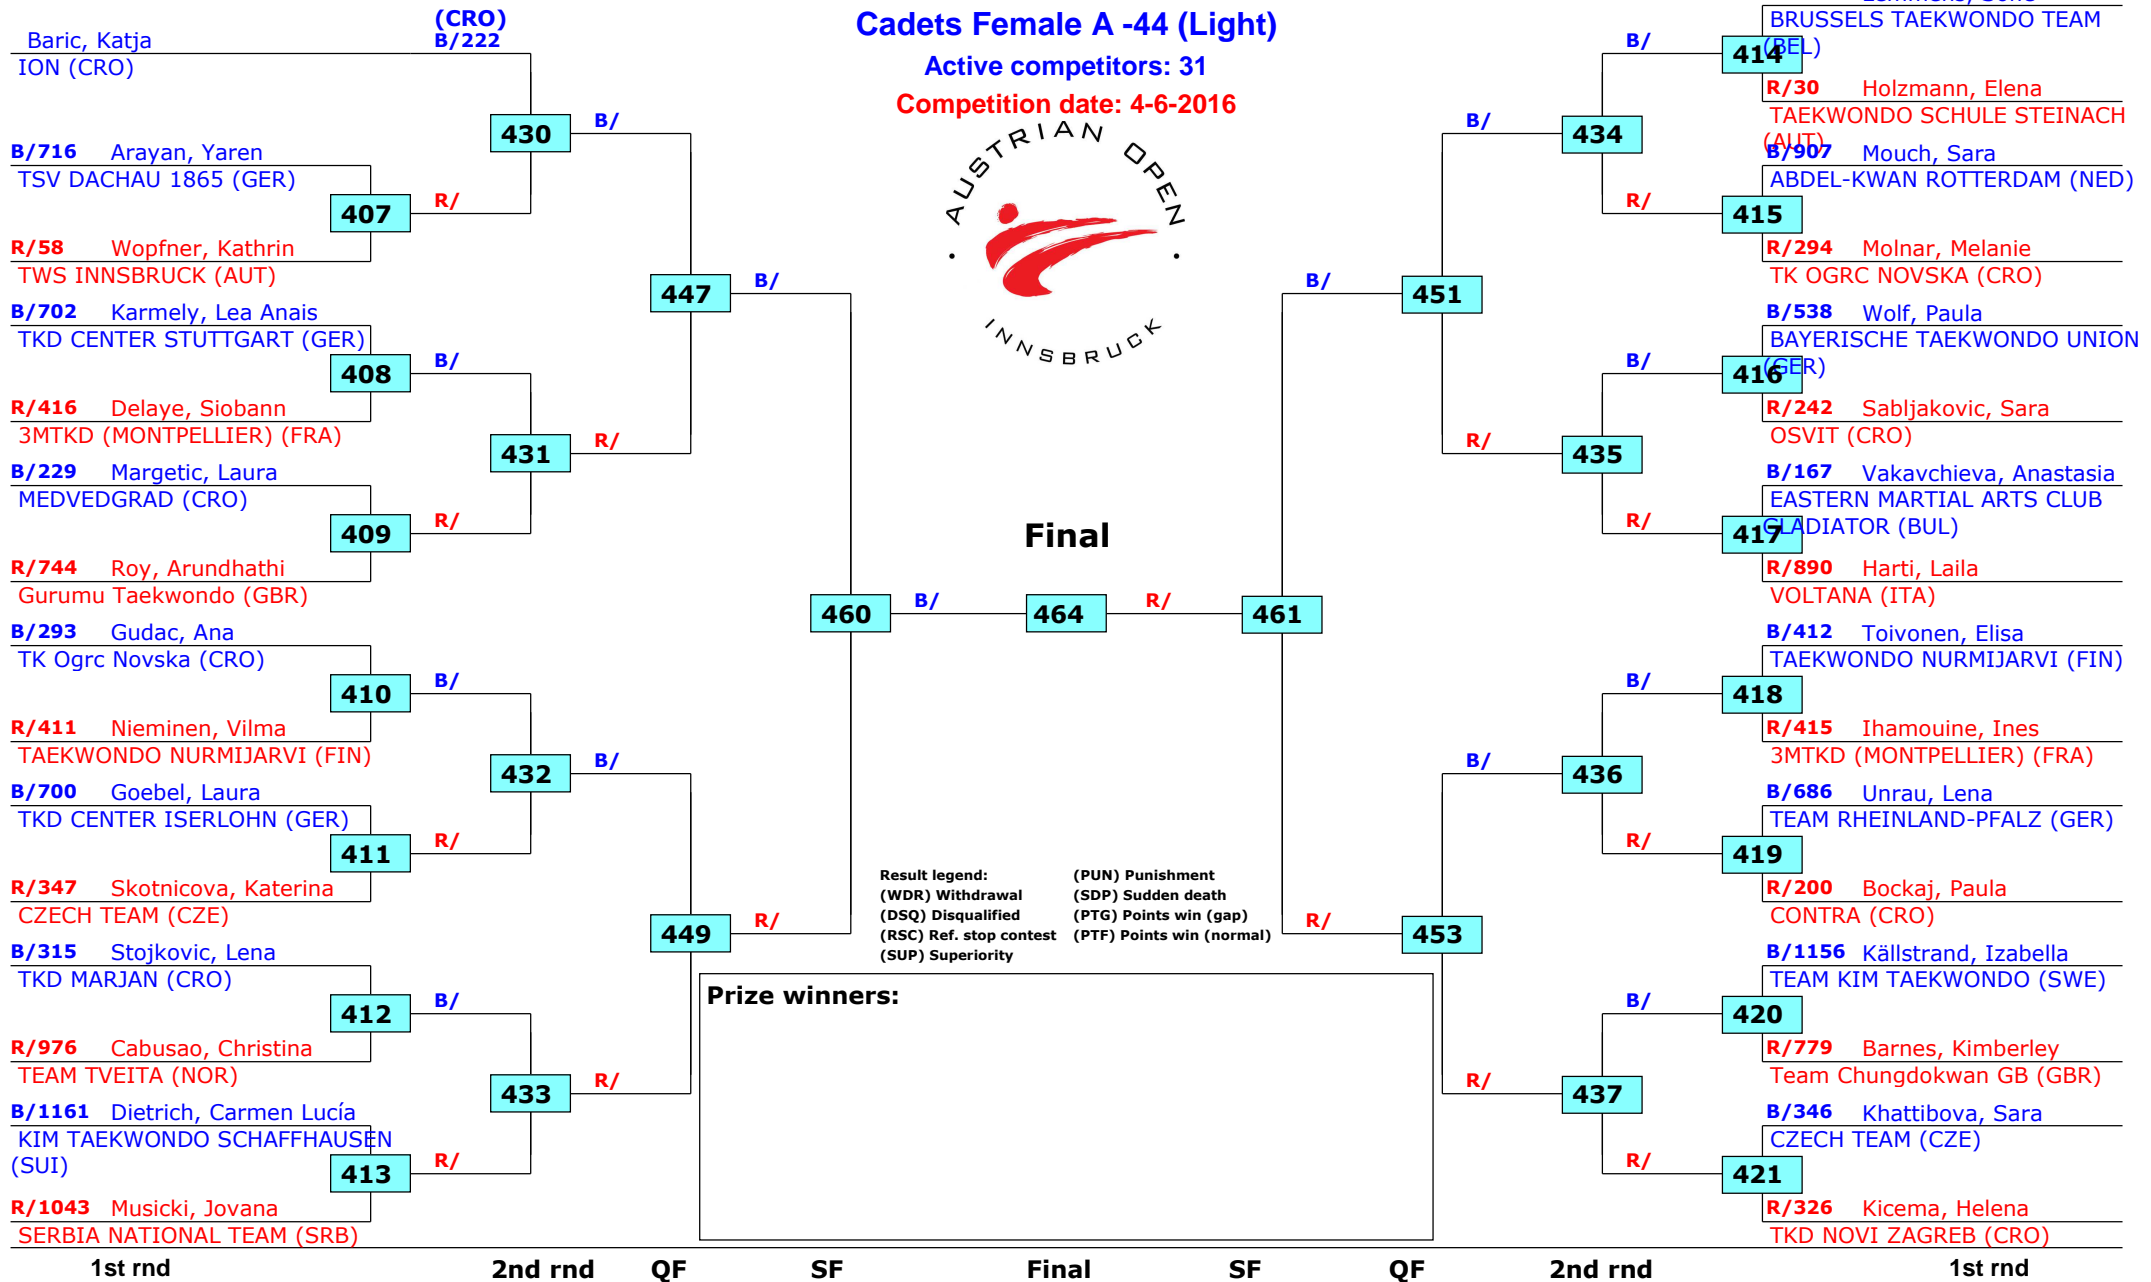 Cadets Female A -44 (Light)
Active competitors: 31
Competition date: 4-6-2016
AUSTRIAN OPEN
INNSBRUCK
(CRO)
Baric, Katja B/222
ION (CRO)
B/716 Arayan, Yaren
TSV DACHAU 1865 (GER)
407
R/58 Wopfner, Kathrin
TWS INNSBRUCK (AUT)
B/702 Karmely, Lea Anais
TKD CENTER STUTTGART (GER)
408
R/416 Delaye, Siobann
3MTKD (MONTPELLIER) (FRA)
B/229 Margetic, Laura
MEDVEDGRAD (CRO)
409
R/744 Roy, Arundhathi
Gurumu Taekwondo (GBR)
B/293 Gudac, Ana
TK Ogrc Novska (CRO)
410
R/411 Nieminen, Vilma
TAEKWONDO NURMIJARVI (FIN)
B/700 Goebel, Laura
TKD CENTER ISERLOHN (GER)
411
R/347 Skotnicova, Katerina
CZECH TEAM (CZE)
B/315 Stojkovic, Lena
TKD MARJAN (CRO)
412
R/976 Cabusao, Christina
TEAM TVEITA (NOR)
B/1161 Dietrich, Carmen Lucía
KIM TAEKWONDO SCHAFFHAUSEN
(SUI)
413
R/1043 Musicki, Jovana
SERBIA NATIONAL TEAM (SRB)
R/
B/
R/
B/
R/
B/
R/
430
431
432
433
B/
R/
B/
R/
447
449
B/
R/
460
B/
Final
464
R/
461
B/
R/
451
453
B/
R/
B/
R/
434
435
436
437
B/
R/
B/
R/
B/
R/
B/
R/
BRUSSELS TAEKWONDO TEAM
(BEL)
414
R/30 Holzmann, Elena
TAEKWONDO SCHULE STEINACH
(AUT)
B/907 Mouch, Sara
ABDEL-KWAN ROTTERDAM (NED)
415
R/294 Molnar, Melanie
TK OGRC NOVSKA (CRO)
B/538 Wolf, Paula
BAYERISCHE TAEKWONDO UNION
(GER)
416
R/242 Sabljakovic, Sara
OSVIT (CRO)
B/167 Vakavchieva, Anastasia
EASTERN MARTIAL ARTS CLUB
GLADIATOR (BUL)
417
R/890 Harti, Laila
VOLTANA (ITA)
B/412 Toivonen, Elisa
TAEKWONDO NURMIJARVI (FIN)
418
R/415 Ihamouine, Ines
3MTKD (MONTPELLIER) (FRA)
B/686 Unrau, Lena
TEAM RHEINLAND-PFALZ (GER)
419
R/200 Bockaj, Paula
CONTRA (CRO)
B/1156 Källstrand, Izabella
TEAM KIM TAEKWONDO (SWE)
420
R/779 Barnes, Kimberley
Team Chungdokwan GB (GBR)
B/346 Khattibova, Sara
CZECH TEAM (CZE)
421
R/326 Kicema, Helena
TKD NOVI ZAGREB (CRO)
Result legend: (PUN) Punishment
(WDR) Withdrawal (SDP) Sudden death
(DSQ) Disqualified (PTG) Points win (gap)
(RSC) Ref. stop contest (PTF) Points win (normal)
(SUP) Superiority
Prize winners:
1st rnd 2nd rnd QF SF Final SF QF 2nd rnd 1st rnd